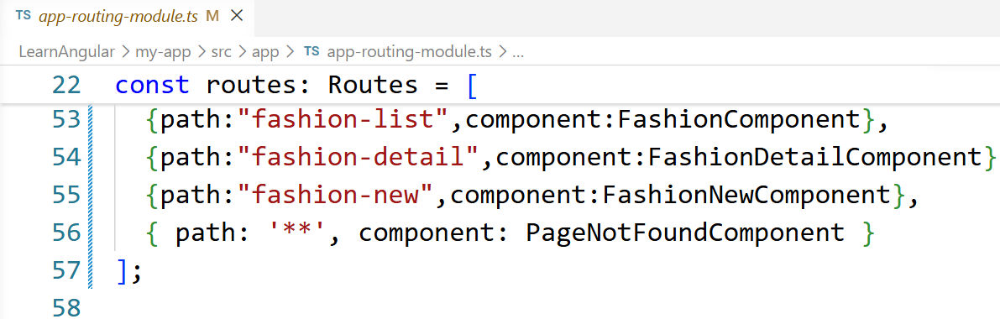 TS app-routing-module.ts M ×
LearnAngular > my-app > src > app > TS app-routing-module.ts > ...
22 const routes: Routes = [
53 {path:"fashion-list",component:FashionComponent},
54 {path:"fashion-detail",component:FashionDetailComponent}
55 {path:"fashion-new",component:FashionNewComponent},
56 { path: '**', component: PageNotFoundComponent }
57 ];
58